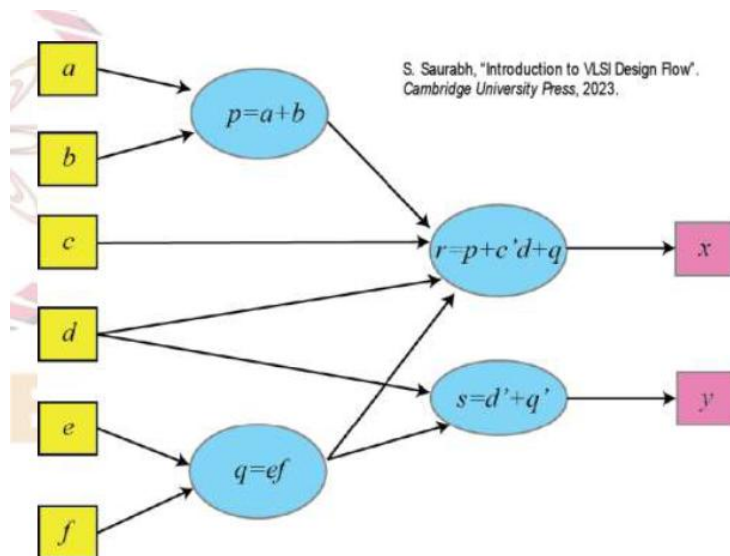 a
S. Saurabh, "Introduction to VLSI Design Flow".
Cambridge University Press, 2023.
p=a+b
b
c
r=p+c'd+q
x
d
s=d'+q'
y
e
q=ef
f